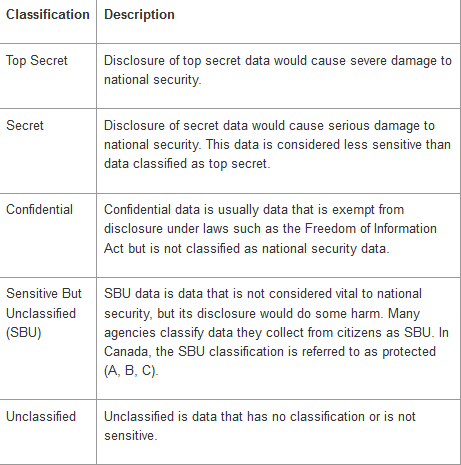 Classification Description
Top Secret Disclosure of top secret data would cause severe damage to
national security.
Secret Disclosure of secret data would cause serious damage to
national security. This data is considered less sensitive than
data classified as top secret.
Confidential Confidential data is usually data that is exempt from
disclosure under laws such as the Freedom of Information
Act but is not classified as national security data.
Sensitive But SBU data is data that is not considered vital to national
Unclassified security, but its disclosure would do some harm. Many
(SBU) agencies classify data they collect from citizens as SBU. In
Canada, the SBU classification is referred to as protected
(A, B, C).
Unclassified Unclassified is data that has no classification or is not
sensitive.